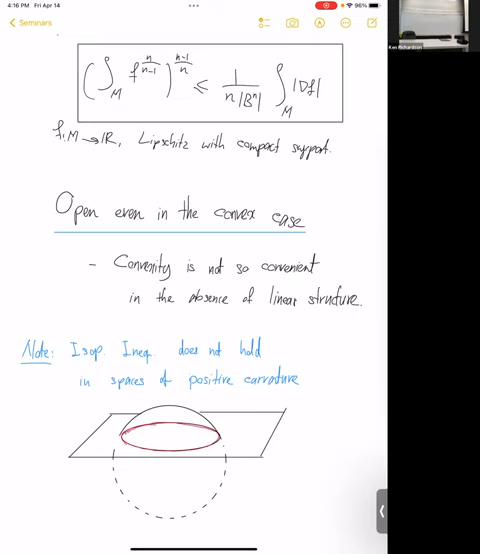 4:16 PM Fri Apr 14
96%
Seminars
Ken Richardson
(∫_M f^{n/(n-1)})^{(n-1)/n} ≤ 1/(n|B^n|) ∫_M |Df|
f: M → IR, Lipschitz with compact support.
Open even in the convex case
- Convexity is not so convenient
in the absence of linear structure.
Note: Isop. Ineq. does not hold
in spaces of positive curvature